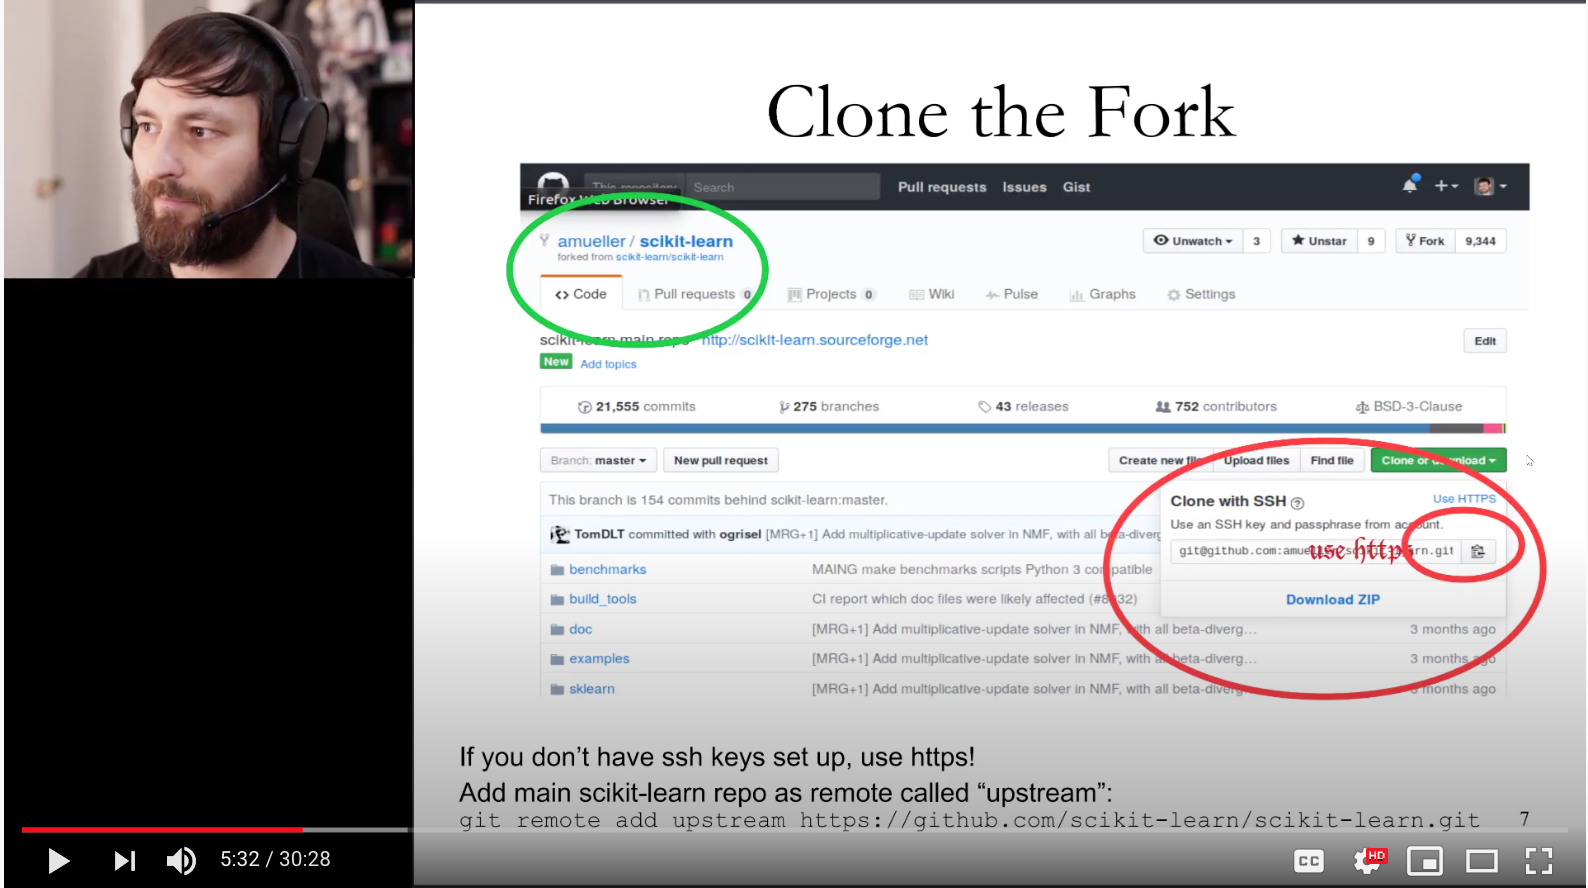 Clone the Fork
This repository Search Pull requests Issues Gist
Firefox Web Browser
amueller / scikit-learn Unwatch 3 Unstar 9 Fork 9,344
forked from scikit-learn/scikit-learn
Code Pull requests 0 Projects 0 Wiki Pulse Graphs Settings
scikit-learn main repo http://scikit-learn.sourceforge.net Edit
New Add topics
21,555 commits 275 branches 43 releases 752 contributors BSD-3-Clause
Branch: master New pull request Create new file Upload files Find file Clone or download
This branch is 154 commits behind scikit-learn:master.
Clone with SSH ? Use HTTPS
Use an SSH key and passphrase from account.
TomDLT committed with ogrisel [MRG+1] Add multiplicative-update solver in NMF, with all beta-diverg
git@github.com:amueller/scikit-learn.git
use https
benchmarks MAING make benchmarks scripts Python 3 compatible
Download ZIP
build_tools CI report which doc files were likely affected
doc [MRG+1] Add multiplicative-update solver in NMF, with all beta-diverg… 3 months ago
examples [MRG+1] Add multiplicative-update solver in NMF, with all beta-diverg… 3 months ago
sklearn [MRG+1] Add multiplicative-update solver in NMF, with all beta-diverg… 3 months ago
If you don't have ssh keys set up, use https!
Add main scikit-learn repo as remote called “upstream”:
git remote add upstream https://github.com/scikit-learn/scikit-learn.git 7
5:32 / 30:28 CC HD